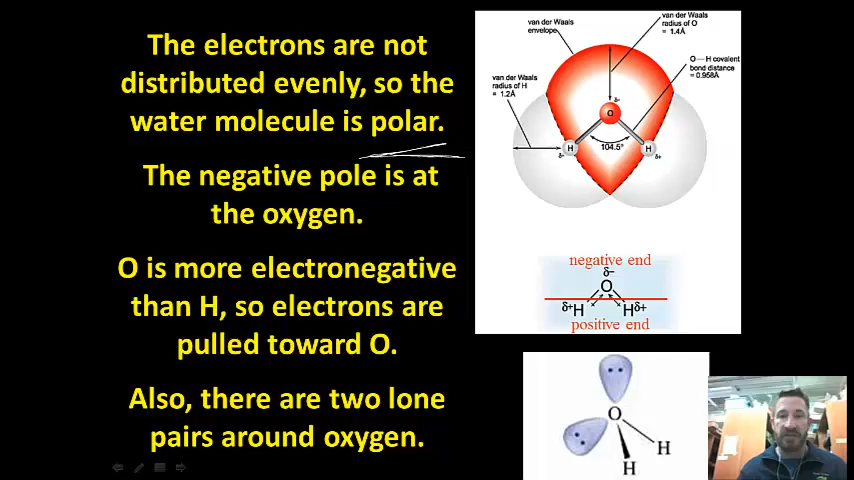 The electrons are not
distributed evenly, so the
water molecule is polar.
The negative pole is at
the oxygen.
O is more electronegative
than H, so electrons are
pulled toward O.
Also, there are two lone
pairs around oxygen.
van der Waals
envelope
van der Waals
radius of O
= 1.4Å
O—H covalent
bond distance
= 0.958Å
van der Waals
radius of H
= 1.2Å
δ-
O
H
104.5°
H
δ-
δ+
negative end
δ-
O
δ+H
Hδ+
positive end
O
H
H